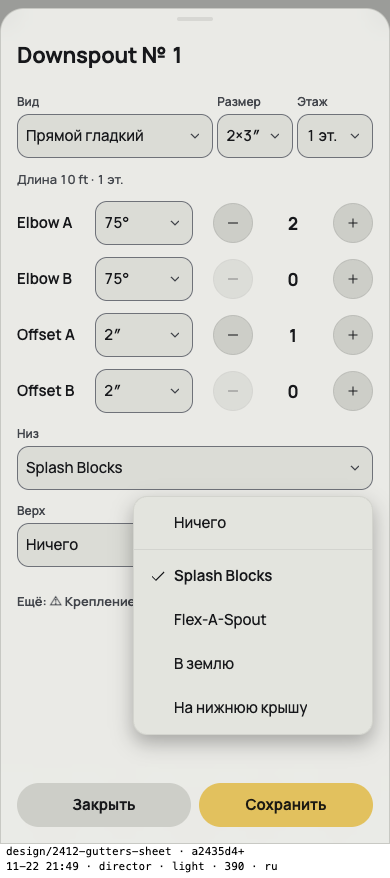 Downspout № 1
Вид Размер Этаж
Прямой гладкий 2×3″ 1 эт.
Длина 10 ft · 1 эт.
Elbow A 75° − 2 +
Elbow B 75° − 0 +
Offset A 2″ − 1 +
Offset B 2″ − 0 +
Низ
Splash Blocks
Верх
Ничего
Ещё: ⚠ Крепление
Ничего
✓ Splash Blocks
Flex-A-Spout
В землю
На нижнюю крышу
Закрыть Сохранить
design/2412-gutters-sheet · a2435d4+
11-22 21:49 · director · light · 390 · ru